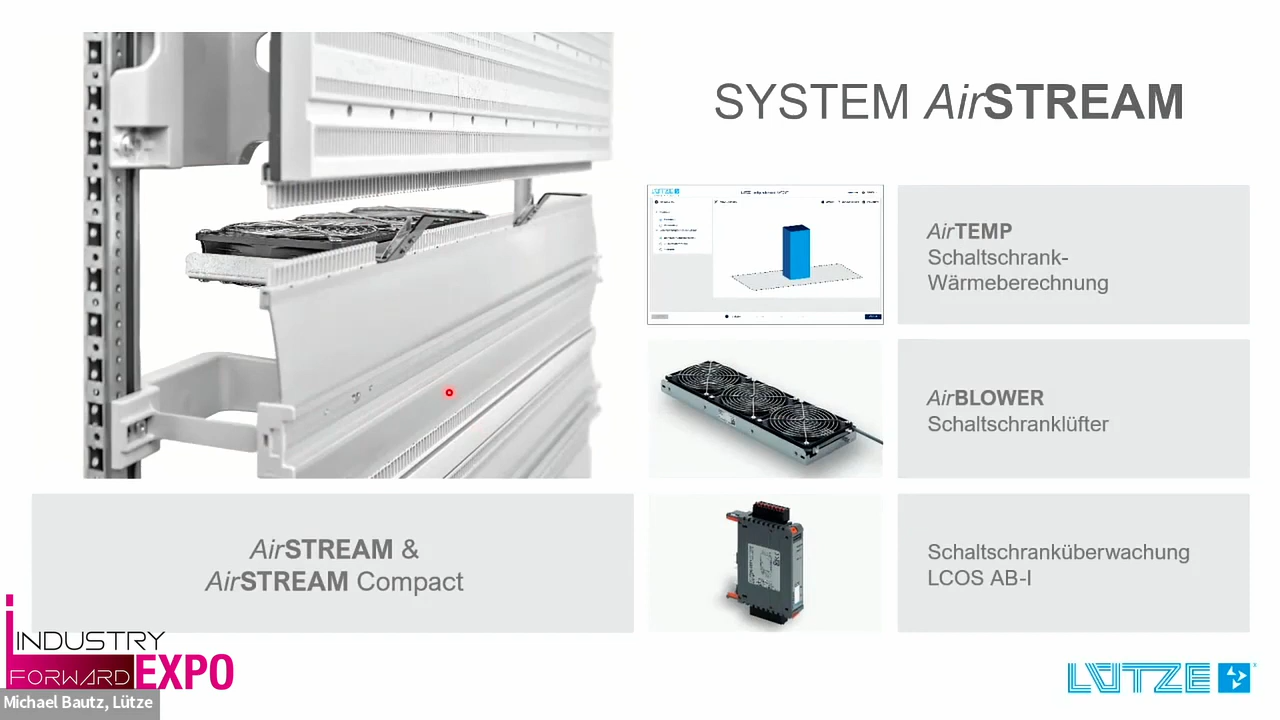 SYSTEM AirSTREAM
AirTEMP
Schaltschrank-
Wärmeberechnung
AirBLOWER
Schaltschranklüfter
AirSTREAM &
AirSTREAM Compact
Schaltschranküberwachung
LCOS AB-I
INDUSTRY
FORWARD EXPO
Michael Bautz, Lütze
LÜTZE